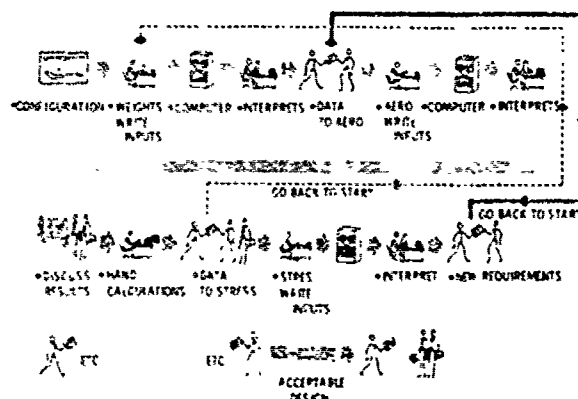 •CONFIGURATION •WEIGHTS •COMPUTER •INTERPRETS •DATA •AERO •COMPUTER •INTERPRETS
WRITE TO AERO WRITE
INPUTS INPUTS
GO BACK TO START
GO BACK TO START
•DISCUSS •HAND •DATA •STRES •INTERPRET •NEW REQUIREMENTS
RESULTS CALCULATIONS TO STRESS WRITE
INPUTS
ETC ETC
ACCEPTABLE
DESIGN